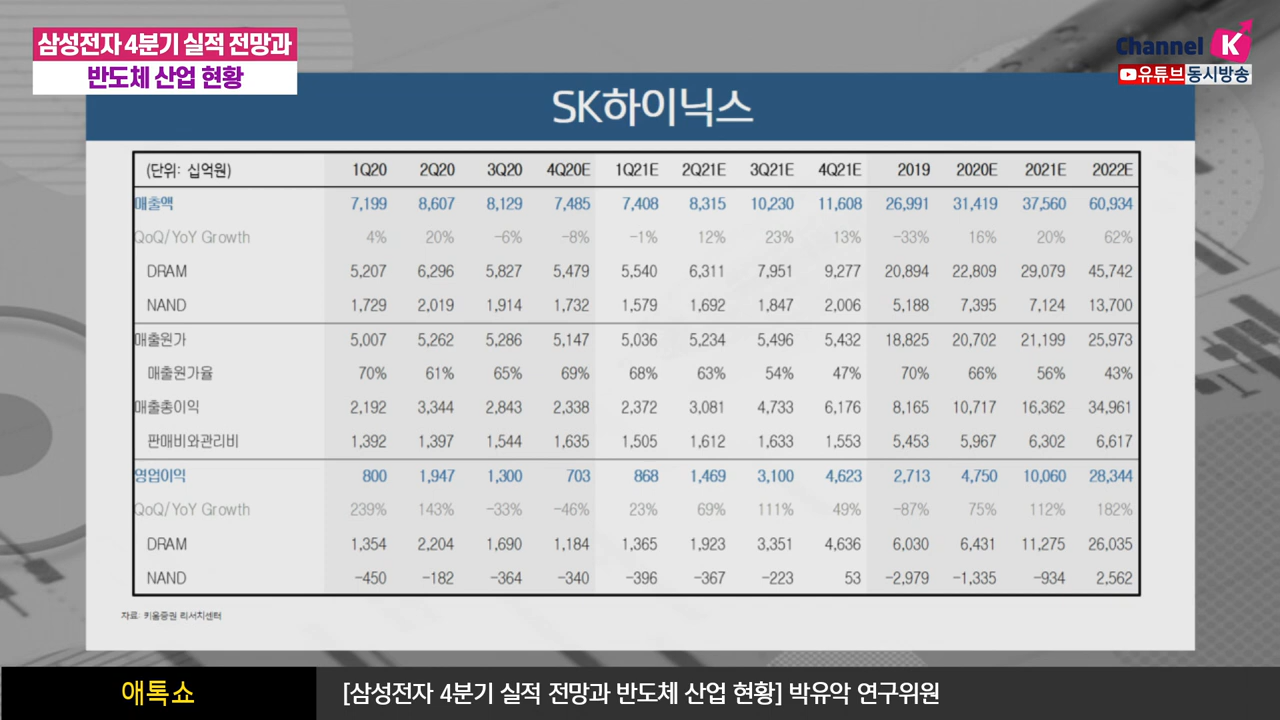 삼성전자 4분기 실적 전망과
반도체 산업 현황
Channel K
유튜브동시방송
SK하이닉스
(단위: 십억원) 1Q20 2Q20 3Q20 4Q20E 1Q21E 2Q21E 3Q21E 4Q21E 2019 2020E 2021E 2022E
매출액 7,199 8,607 8,129 7,485 7,408 8,315 10,230 11,608 26,991 31,419 37,560 60,934
QoQ/YoY Growth 4% 20% -6% -8% -1% 12% 23% 13% -33% 16% 20% 62%
DRAM 5,207 6,296 5,827 5,479 5,540 6,311 7,951 9,277 20,894 22,809 29,079 45,742
NAND 1,729 2,019 1,914 1,732 1,579 1,692 1,847 2,006 5,188 7,395 7,124 13,700
매출원가 5,007 5,262 5,286 5,147 5,036 5,234 5,496 5,432 18,825 20,702 21,199 25,973
매출원가율 70% 61% 65% 69% 68% 63% 54% 47% 70% 66% 56% 43%
매출총이익 2,192 3,344 2,843 2,338 2,372 3,081 4,733 6,176 8,165 10,717 16,362 34,961
판매비와관리비 1,392 1,397 1,544 1,635 1,505 1,612 1,633 1,553 5,453 5,967 6,302 6,617
영업이익 800 1,947 1,300 703 868 1,469 3,100 4,623 2,713 4,750 10,060 28,344
QoQ/YoY Growth 239% 143% -33% -46% 23% 69% 111% 49% -87% 75% 112% 182%
DRAM 1,354 2,204 1,690 1,184 1,365 1,923 3,351 4,636 6,030 6,431 11,275 26,035
NAND -450 -182 -364 -340 -396 -367 -223 53 -2,979 -1,335 -934 2,562
자료: 키움증권 리서치센터
애톡쇼
[삼성전자 4분기 실적 전망과 반도체 산업 현황] 박유악 연구위원